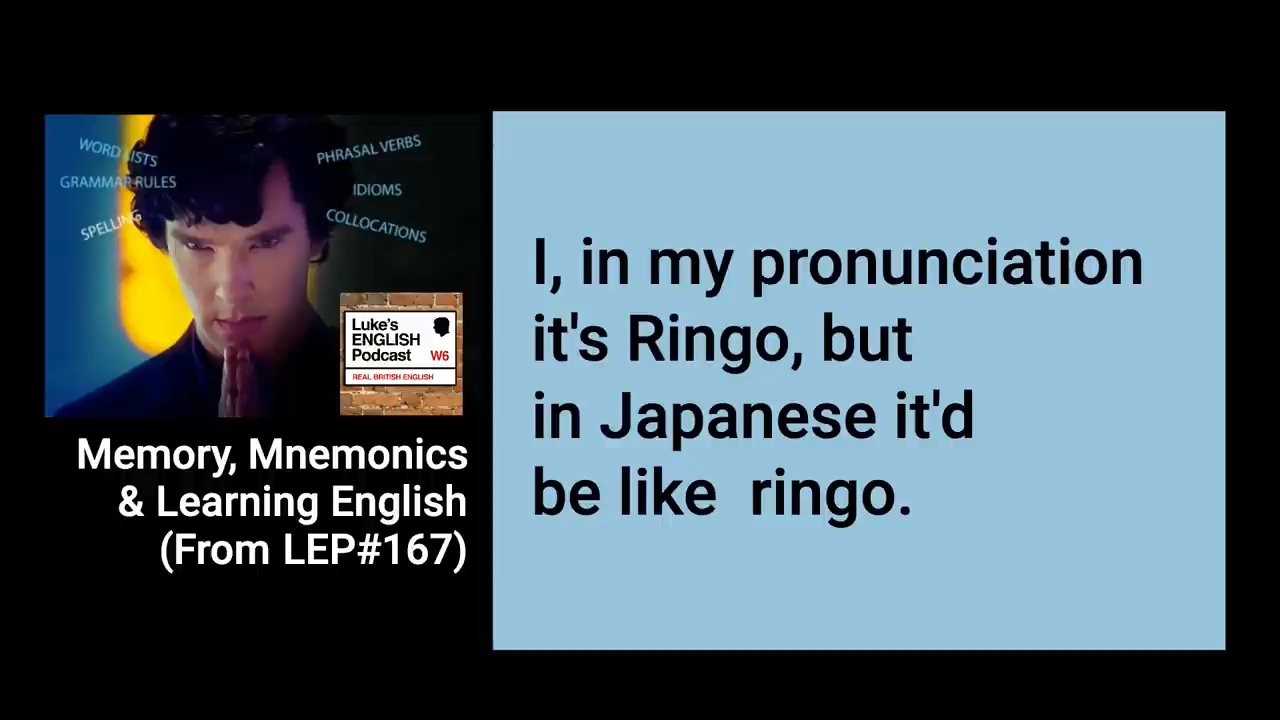 WORD LISTS
GRAMMAR RULES
SPELLING
PHRASAL VERBS
IDIOMS
COLLOCATIONS
Luke's
ENGLISH
Podcast W6
REAL BRITISH ENGLISH
Memory, Mnemonics
& Learning English
(From LEP#167)
I, in my pronunciation
it's Ringo, but
in Japanese it'd
be like ringo.